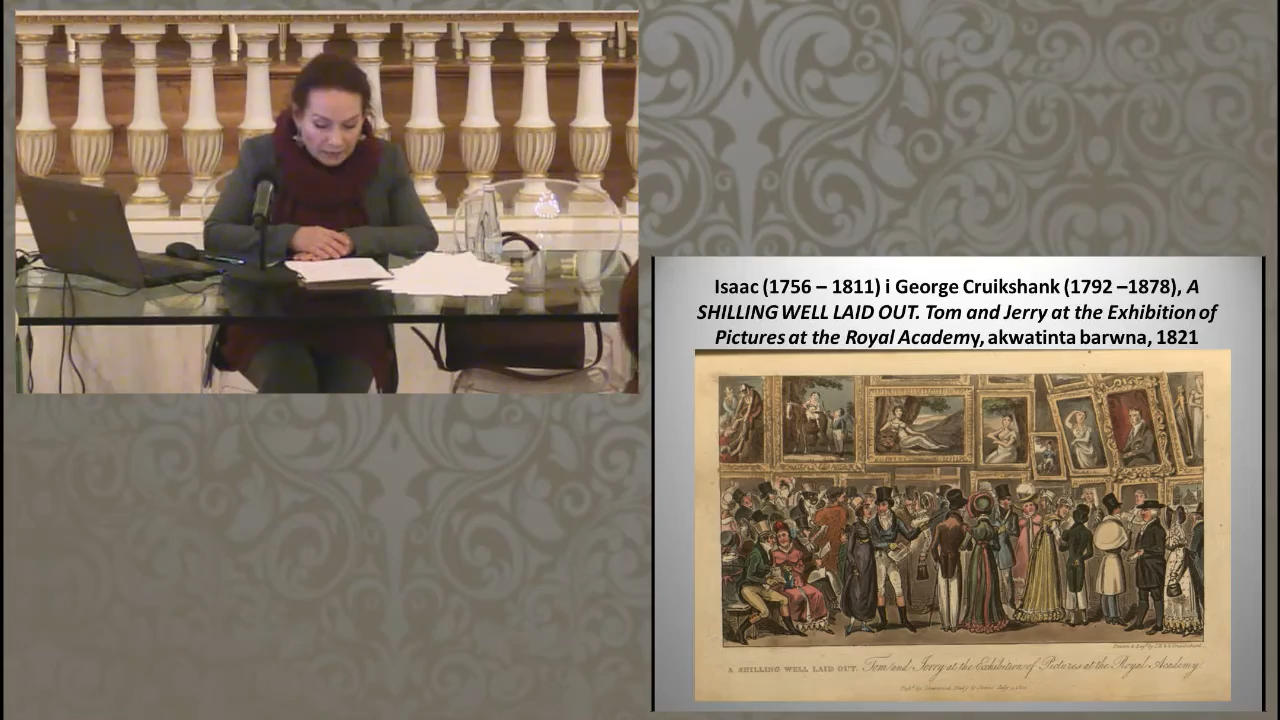 Isaac (1756 – 1811) i George Cruikshank (1792 –1878), A
SHILLING WELL LAID OUT. Tom and Jerry at the Exhibition of
Pictures at the Royal Academy, akwatinta barwna, 1821
A SHILLING WELL LAID OUT. Tom and Jerry at the Exhibition of Pictures at the Royal Academy.